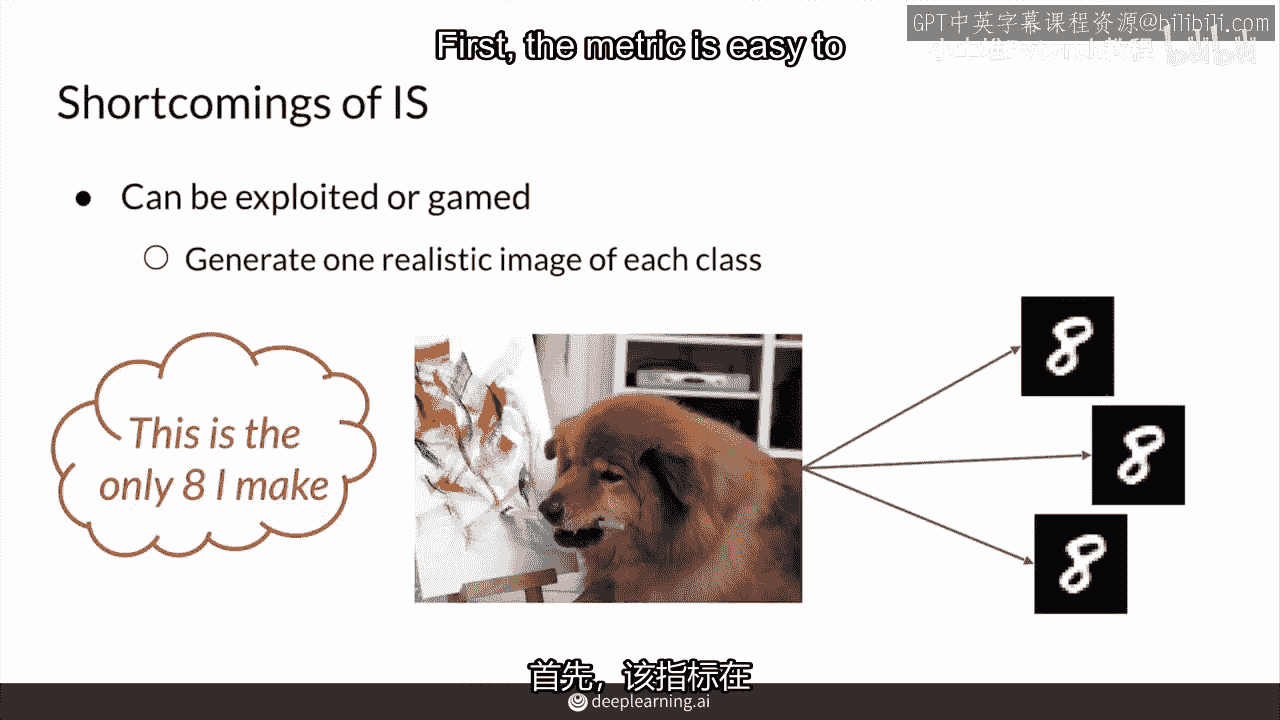 GPT中英字幕课程资源@bilibili.com
First, the metric is easy to
bilibili
Shortcomings of IS
● Can be exploited or gamed
○ Generate one realistic image of each class
This is the
only 8 I make
8
8
8
首先，该指标在
deeplearning.ai